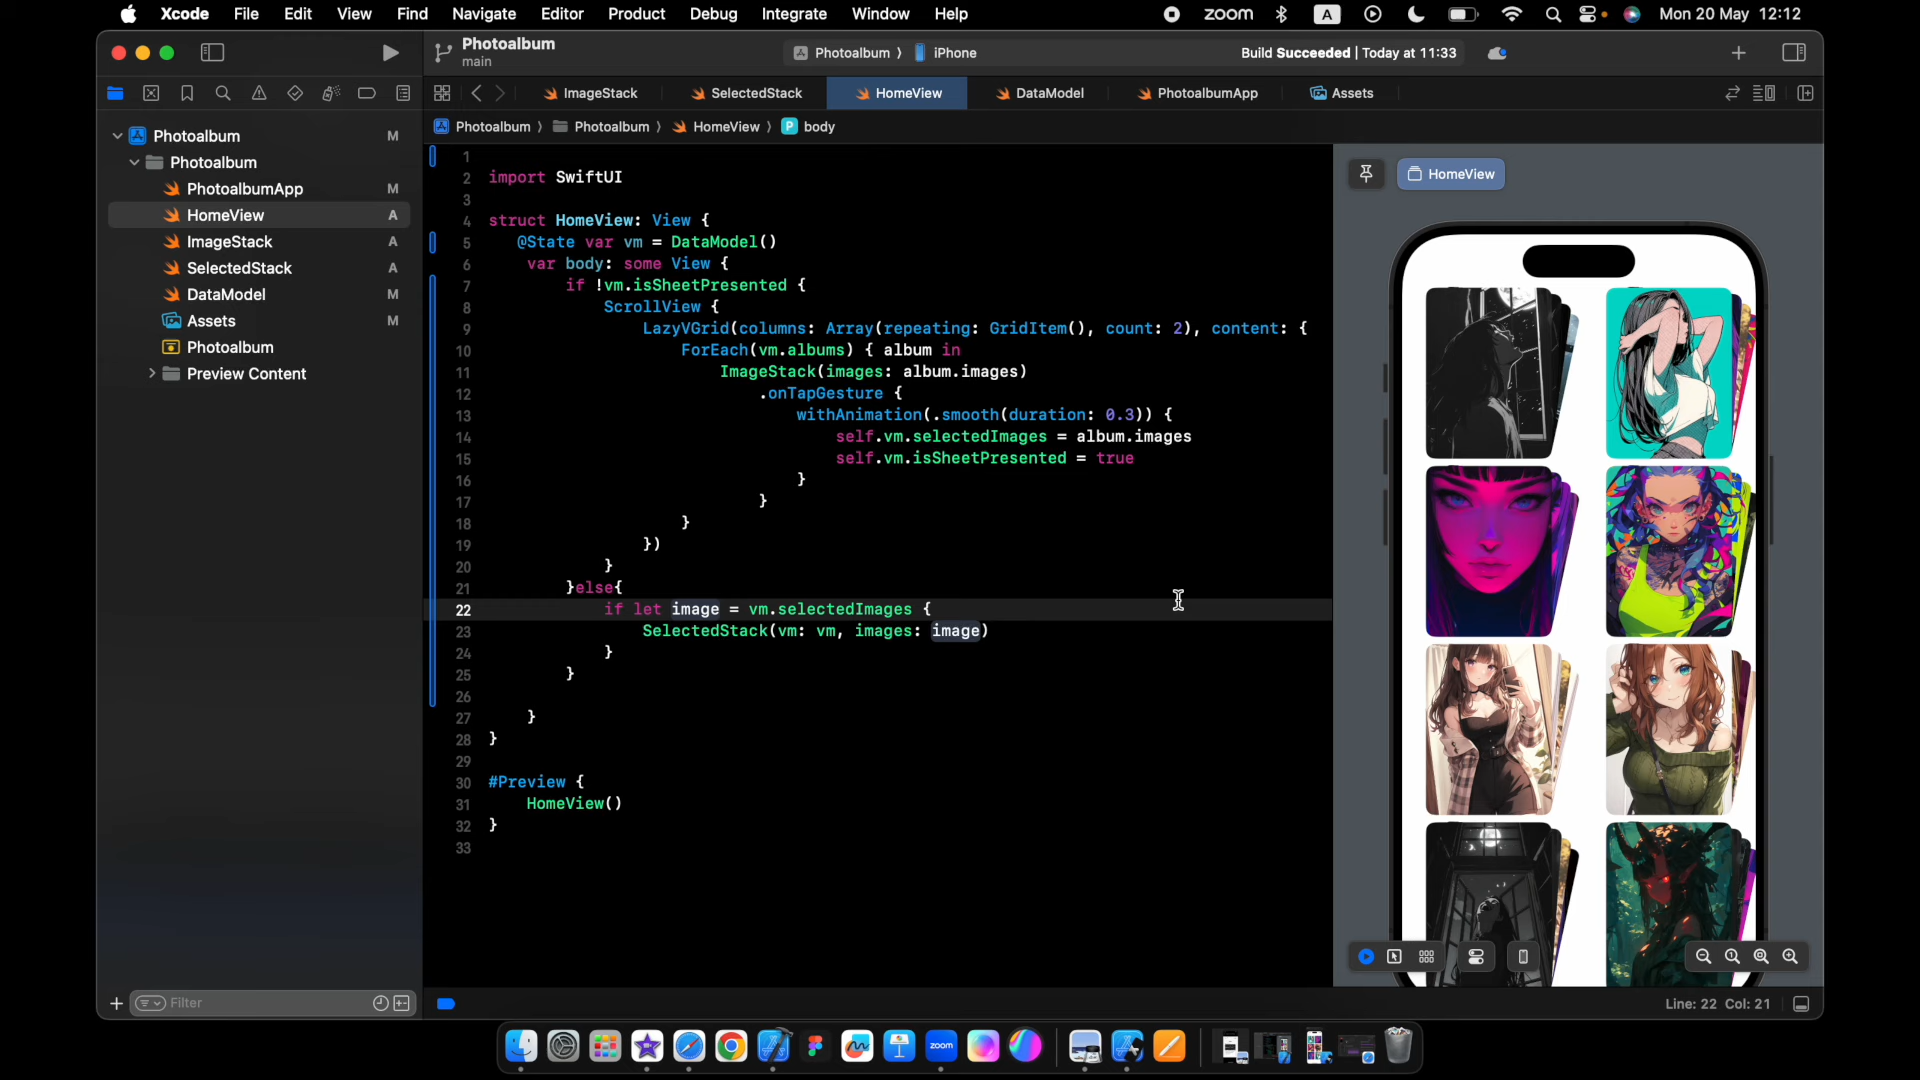 Xcode File Edit View Find Navigate Editor Product Debug Integrate Window Help zoom A Mon 20 May 12:12
Photoalbum
main
Photoalbum 〉 iPhone
Build Succeeded | Today at 11:33
ImageStack SelectedStack HomeView DataModel PhotoalbumApp Assets
Photoalbum 〉 Photoalbum 〉 HomeView 〉 P body
Photoalbum M
Photoalbum
PhotoalbumApp M
HomeView A
ImageStack A
SelectedStack A
DataModel M
Assets M
Photoalbum
Preview Content
Filter
1
2 import SwiftUI
3
4 struct HomeView: View {
5 @State var vm = DataModel()
6 var body: some View {
7 if !vm.isSheetPresented {
8 ScrollView {
9 LazyVGrid(columns: Array(repeating: GridItem(), count: 2), content: {
10 ForEach(vm.albums) { album in
11 ImageStack(images: album.images)
12 .onTapGesture {
13 withAnimation(.smooth(duration: 0.3)) {
14 self.vm.selectedImages = album.images
15 self.vm.isSheetPresented = true
16 }
17 }
18 }
19 })
20 }
21 }else{
22 if let image = vm.selectedImages {
23 SelectedStack(vm: vm, images: image)
24 }
25 }
26
27 }
28 }
29
30 #Preview {
31 HomeView()
32 }
33
HomeView
Line: 22 Col: 21
zoom